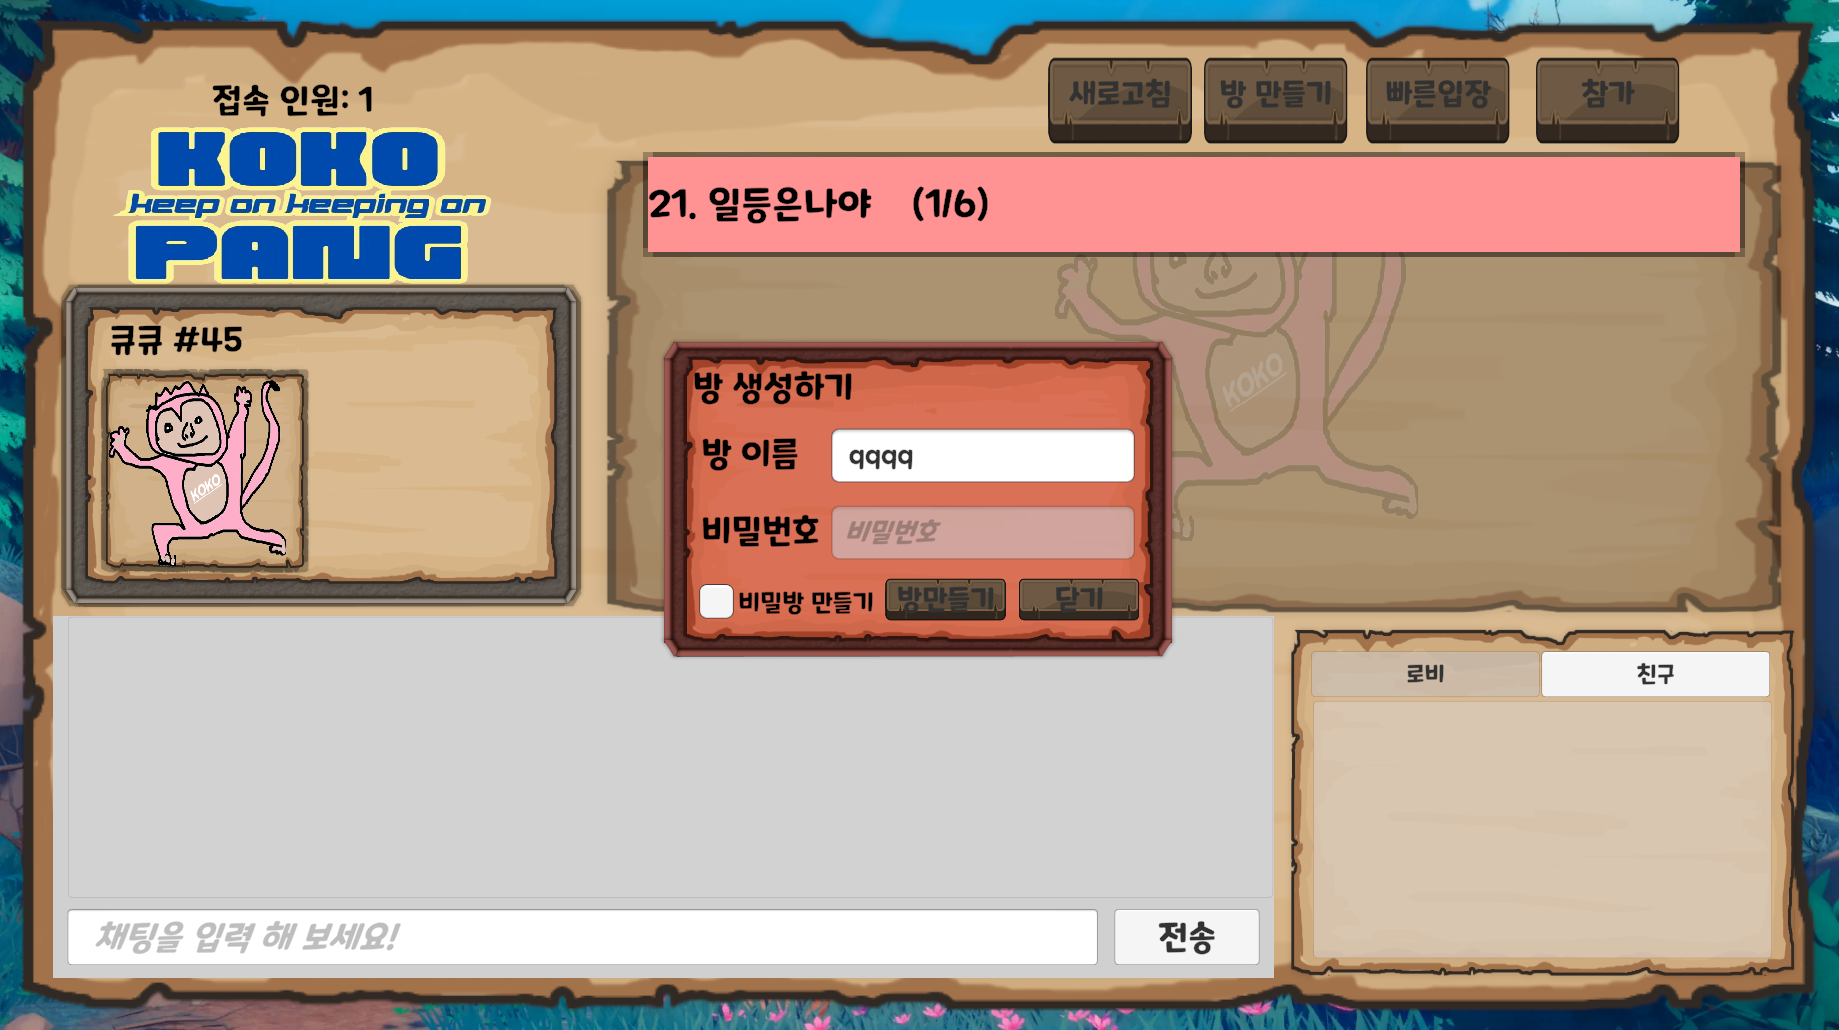 접속 인원: 1
KOKO
keep on keeping on
PANG
새로고침
방 만들기
빠른입장
참가
21. 일등은나야 (1/6)
큐큐 #45
KOKO
KOKO
방 생성하기
방 이름
qqqq
비밀번호
비밀번호
비밀방 만들기
방만들기
닫기
로비
친구
채팅을 입력 해 보세요!
전송